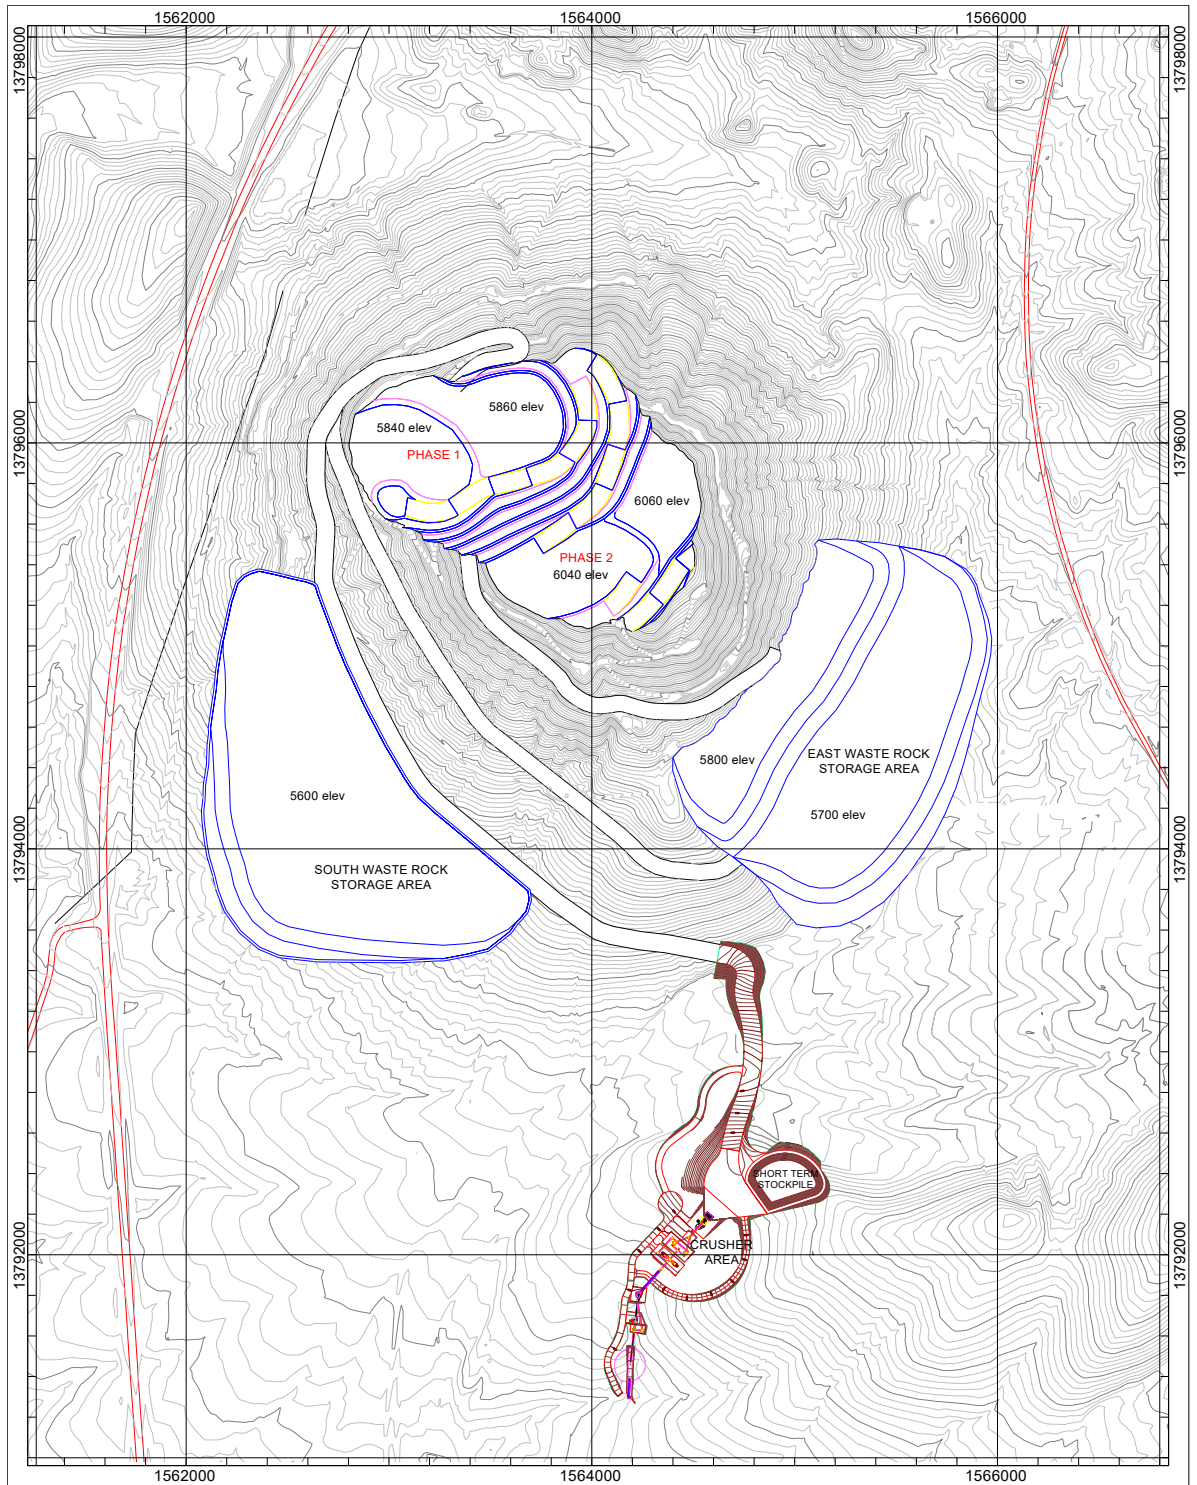 1562000
1564000
1566000
13798000
13798000
5860 elev
5840 elev
13796000
PHASE 1
13796000
6060 elev
PHASE 2
6040 elev
EAST WASTE ROCK
STORAGE AREA
5800 elev
5600 elev
5700 elev
13794000
13794000
SOUTH WASTE ROCK
STORAGE AREA
SHORT TERM
STOCKPILE
13792000
13792000
CRUSHER
AREA
1562000
1564000
1566000